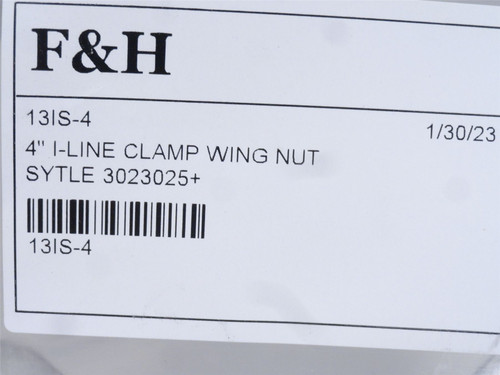 F&H
13IS-4
1/30/23
4" I-LINE CLAMP WING NUT
SYTLE 3023025+
13IS-4